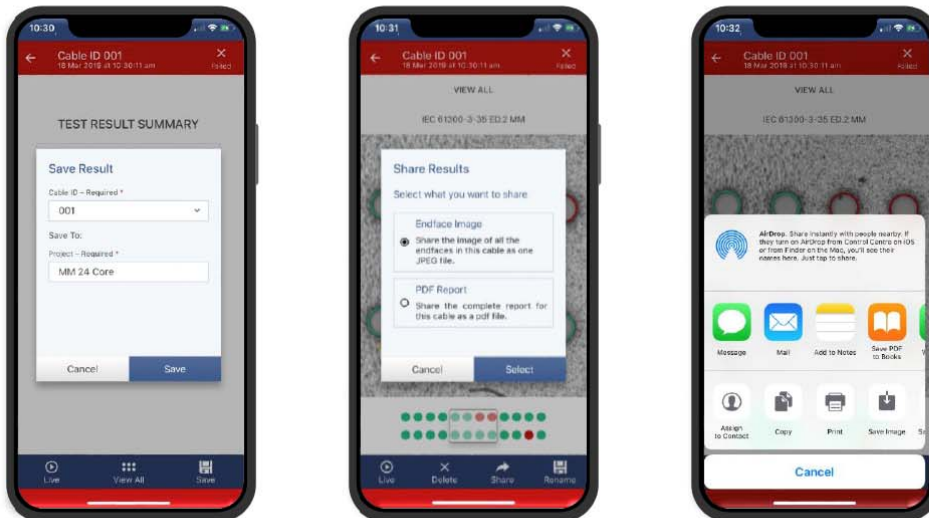 10:30
Cable ID 001
18 Mar 2019 at 10:30:11 am
Failed
TEST RESULT SUMMARY
Save Result
Cable ID – Required *
001
Save To:
Project – Required *
MM 24 Core
Cancel
Save
Live
View All
Save
10:31
Cable ID 001
18 Mar 2019 at 10:30:11 am
Failed
VIEW ALL
IEC 61300-3-35 ED.2 MM
Share Results
Select what you want to share
Endface Image
Share the image of all the
endfaces in this cable as one
JPEG file.
PDF Report
Share the complete report for
this cable as a pdf file.
Cancel
Select
Live
Delete
Share
Rename
10:32
Cable ID 001
18 Mar 2019 at 10:30:11 am
Failed
VIEW ALL
IEC 61300-3-35 ED.2 MM
AirDrop. Share instantly with people nearby. If
they turn on AirDrop from Control Centre on iOS
or from Finder on the Mac, you'll see their
names here. Just tap to share.
Message
Mail
Add to Notes
Save PDF
to Books
Assign
to Contact
Copy
Print
Save Image
Cancel